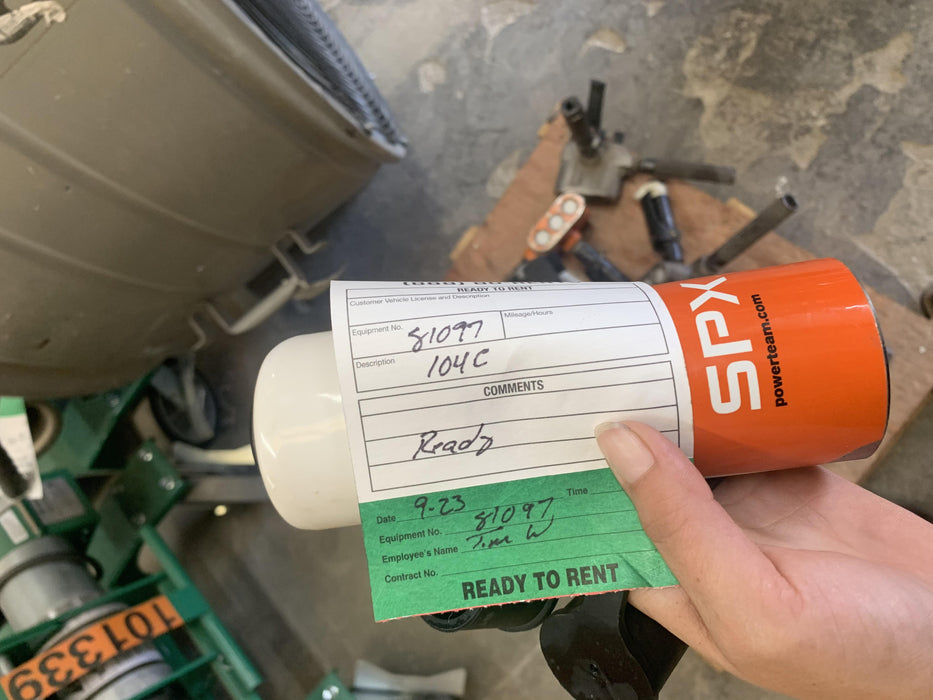 READY TO RENT
Customer Vehicle License and Description
Equipment No. 81097
Mileage/Hours
Description 104C
COMMENTS
Ready
Date 9-23 Time
Equipment No. 81097
Employee's Name Tim W
Contract No.
READY TO RENT
SPX
powerteam.com
101339